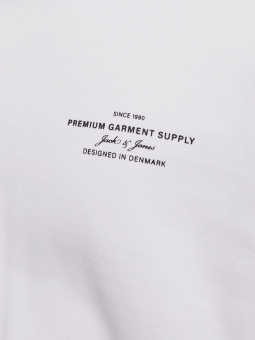 SINCE 1990
PREMIUM GARMENT SUPPLY
Jack & Jones
DESIGNED IN DENMARK